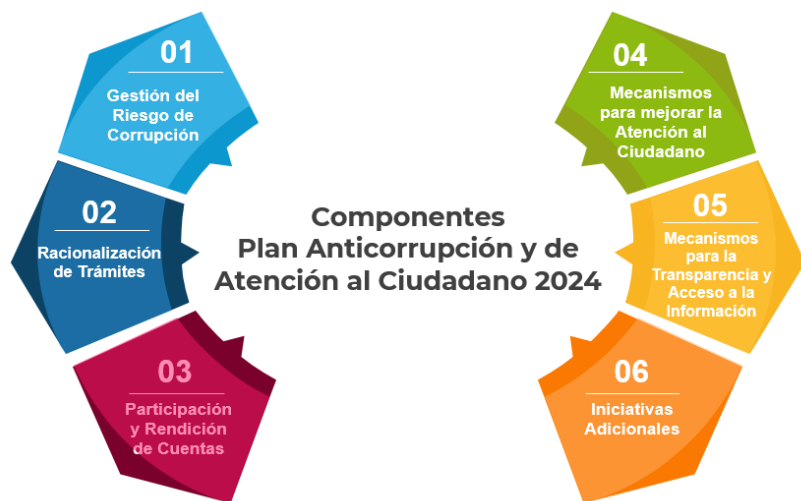 01
Gestión del
Riesgo de
Corrupción
02
Racionalización
de Trámites
03
Participación
y Rendición
de Cuentas
Componentes
Plan Anticorrupción y de
Atención al Ciudadano 2024
04
Mecanismos
para mejorar la
Atención al
Ciudadano
05
Mecanismos
para la
Transparencia y
Acceso a la
Información
06
Iniciativas
Adicionales